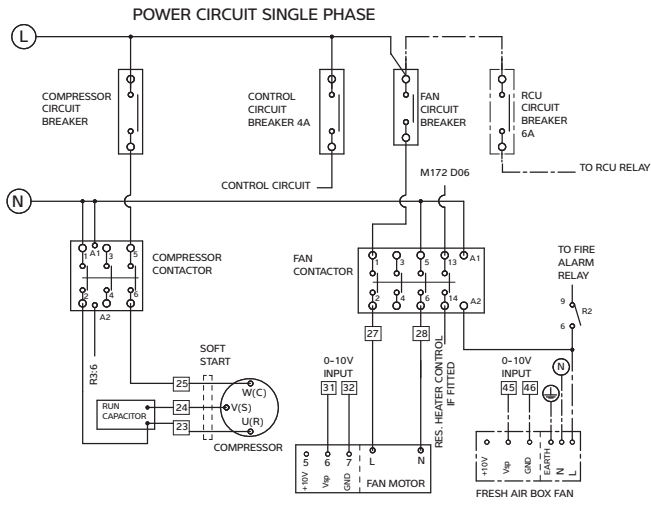 POWER CIRCUIT SINGLE PHASE
L
COMPRESSOR
CIRCUIT
BREAKER
CONTROL
CIRCUIT
BREAKER 4A
FAN
CIRCUIT
BREAKER
RCU
CIRCUIT
BREAKER
6A
TO RCU RELAY
CONTROL CIRCUIT
M172 D06
N
1
A1
3
5
2
4
6
A2
COMPRESSOR
CONTACTOR
FAN
CONTACTOR
1
3
5
13
A1
2
4
6
14
A2
TO FIRE
ALARM
RELAY
9
R2
6
R3:6
27
28
RES. HEATER CONTROL
IF FITTED
SOFT
START
25
24
23
W(C)
V(S)
U(R)
COMPRESSOR
RUN
CAPACITOR
0-10V
INPUT
31
32
5
6
7
+10V
Vsp
GND
L
N
FAN MOTOR
0-10V
INPUT
45
46
N
+10V
Vsp
GND
EARTH
N
L
FRESH AIR BOX FAN